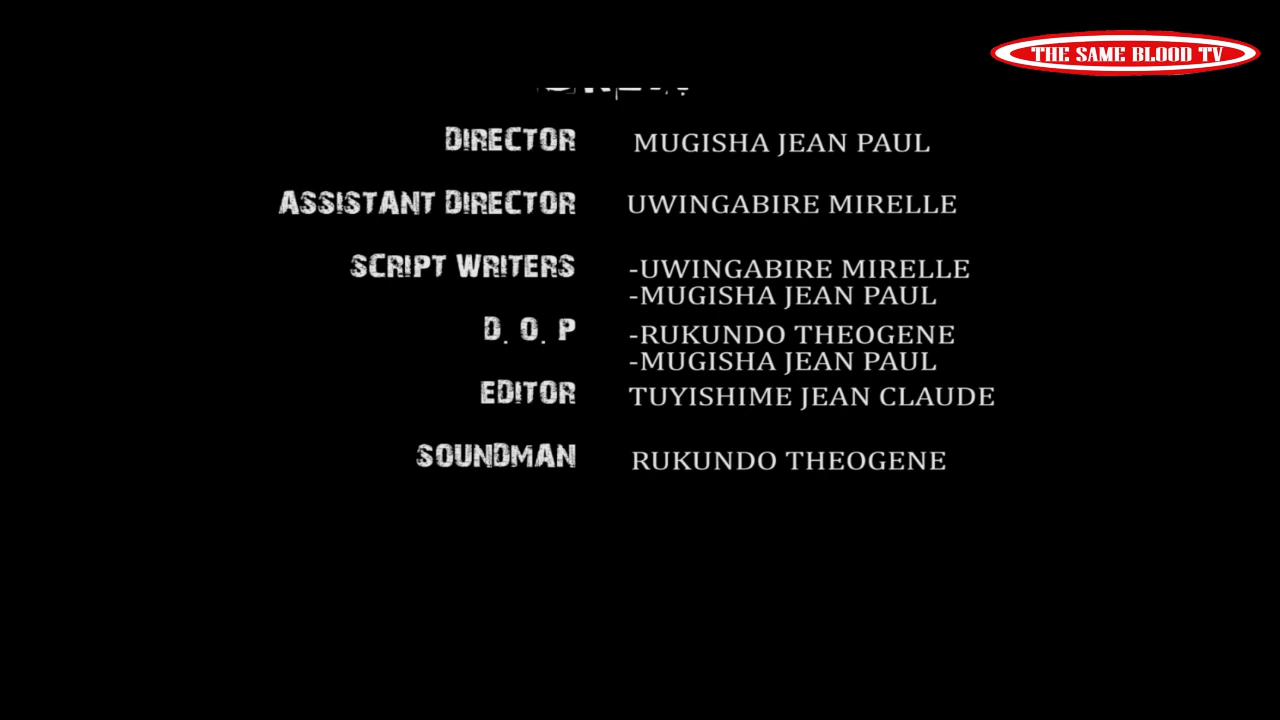 THE SAME BLOOD TV
DIRECTOR MUGISHA JEAN PAUL
ASSISTANT DIRECTOR UWINGABIRE MIRELLE
SCRIPT WRITERS -UWINGABIRE MIRELLE
-MUGISHA JEAN PAUL
D. O. P -RUKUNDO THEOGENE
-MUGISHA JEAN PAUL
EDITOR TUYISHIME JEAN CLAUDE
SOUNDMAN RUKUNDO THEOGENE